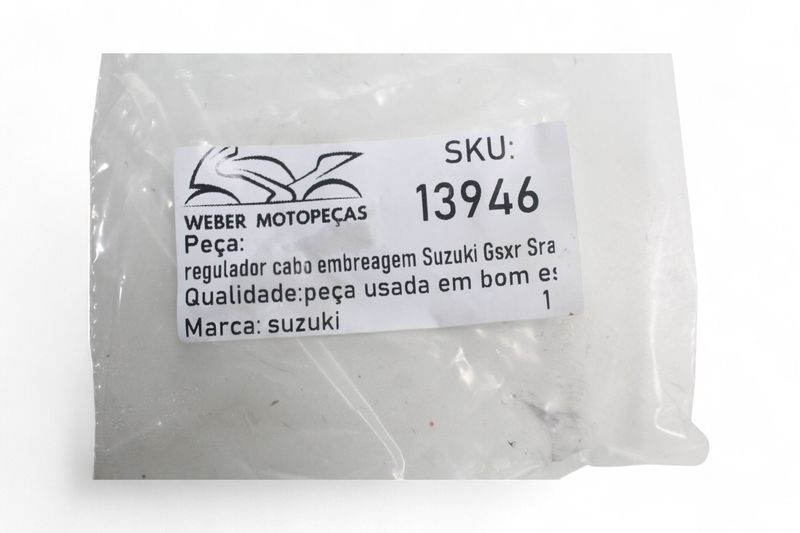 SKU:
13946
WEBER MOTOPEÇAS
Peça:
regulador cabo embreagem Suzuki Gsxr Sra
Qualidade:peça usada em bom es
1
Marca: suzuki